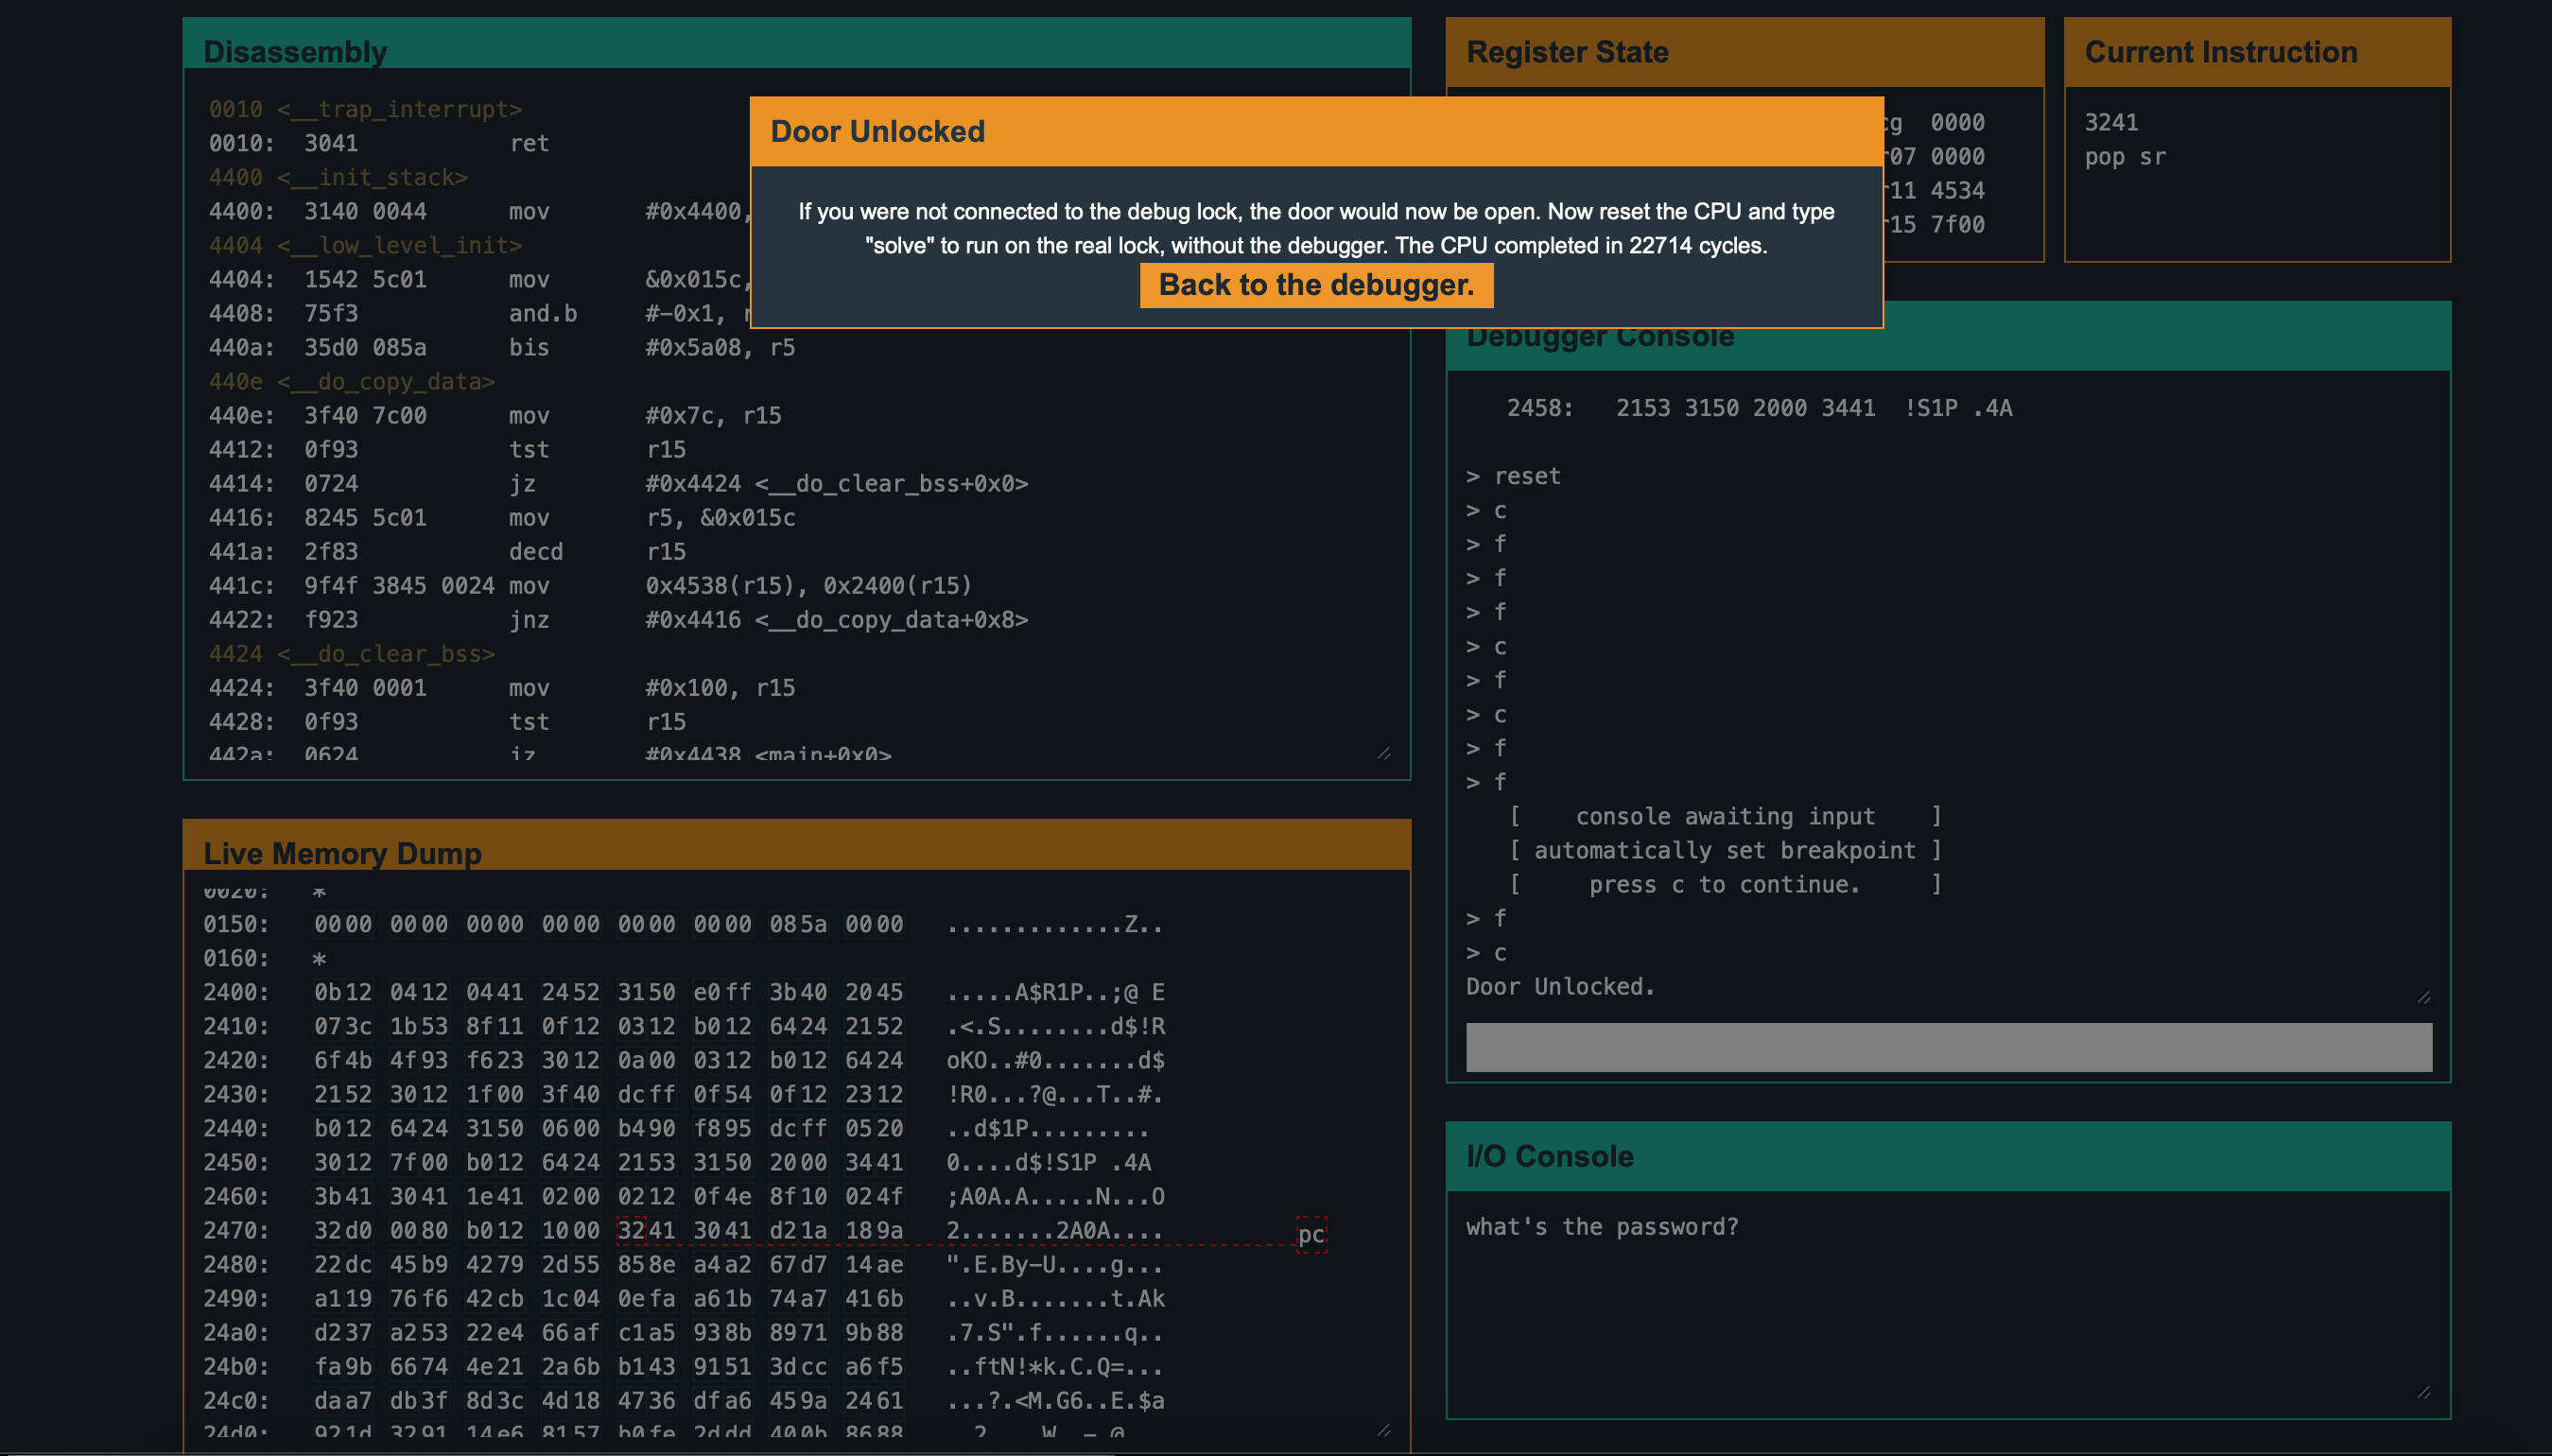 Disassembly
0010 <__trap_interrupt>
0010: 3041 ret
4400 <__init_stack>
4400: 3140 0044 mov #0x4400,
4404 <__low_level_init>
4404: 1542 5c01 mov &0x015c,
4408: 75f3 and.b #-0x1,
440a: 35d0 085a bis #0x5a08, r5
440e <__do_copy_data>
440e: 3f40 7c00 mov #0x7c, r15
4412: 0f93 tst r15
4414: 0724 jz #0x4424 <__do_clear_bss+0x0>
4416: 8245 5c01 mov r5, &0x015c
441a: 2f83 decd r15
441c: 9f4f 3845 0024 mov 0x4538(r15), 0x2400(r15)
4422: f923 jnz #0x4416 <__do_copy_data+0x8>
4424 <__do_clear_bss>
4424: 3f40 0001 mov #0x100, r15
4428: 0f93 tst r15
442a: 0624 jz #0x4438 <main+0x0>
Door Unlocked
If you were not connected to the debug lock, the door would now be open. Now reset the CPU and type
"solve" to run on the real lock, without the debugger. The CPU completed in 22714 cycles.
Back to the debugger.
Register State
cg 0000
r07 0000
r11 4534
r15 7f00
Current Instruction
3241
pop sr
Live Memory Dump
0020: *
0150: 0000 0000 0000 0000 0000 0000 085a 0000 .............Z..
0160: *
2400: 0b12 0412 0441 2452 3150 e0ff 3b40 2045 .....A$R1P..;@ E
2410: 073c 1b53 8f11 0f12 0312 b012 6424 2152 .<.S........d$!R
2420: 6f4b 4f93 f623 3012 0a00 0312 b012 6424 oKO..#0.......d$
2430: 2152 3012 1f00 3f40 dcff 0f54 0f12 2312 !R0...?@...T..#.
2440: b012 6424 3150 0600 b490 f895 dcff 0520 ..d$1P.........
2450: 3012 7f00 b012 6424 2153 3150 2000 3441 0....d$!S1P .4A
2460: 3b41 3041 1e41 0200 0212 0f4e 8f10 024f ;A0A.A.....N...O
2470: 32d0 0080 b012 1000 3241 3041 d21a 189a 2.......2A0A.... pc
2480: 22dc 45b9 4279 2d55 858e a4a2 67d7 14ae ".E.By-U....g...
2490: a119 76f6 42cb 1c04 0efa a61b 74a7 416b ..v.B.......t.Ak
24a0: d237 a253 22e4 66af c1a5 938b 8971 9b88 .7.S".f......q..
24b0: fa9b 6674 4e21 2a6b b143 9151 3dcc a6f5 ..ftN!*k.C.Q=...
24c0: daa7 db3f 8d3c 4d18 4736 dfa6 459a 2461 ...?.<M.G6..E.$a
24d0: 921d 3291 14e6 8157 b0fe 2ddd 400b 8688
Debugger Console
2458: 2153 3150 2000 3441 !S1P .4A
> reset
> c
> f
> f
> f
> c
> f
> c
> f
> f
[ console awaiting input ]
[ automatically set breakpoint ]
[ press c to continue. ]
> f
> c
Door Unlocked.
I/O Console
what's the password?